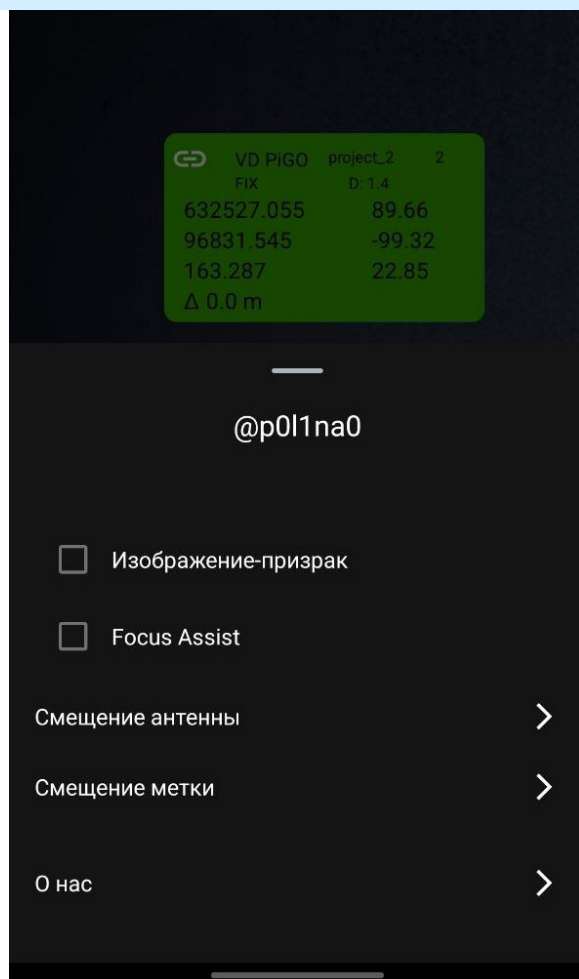 VD PiGO project_2 2
FIX D: 1.4
632527.055 89.66
96831.545 -99.32
163.287 22.85
Δ 0.0 m
@p0l1na0
Изображение-призрак
Focus Assist
Смещение антенны
Смещение метки
О нас